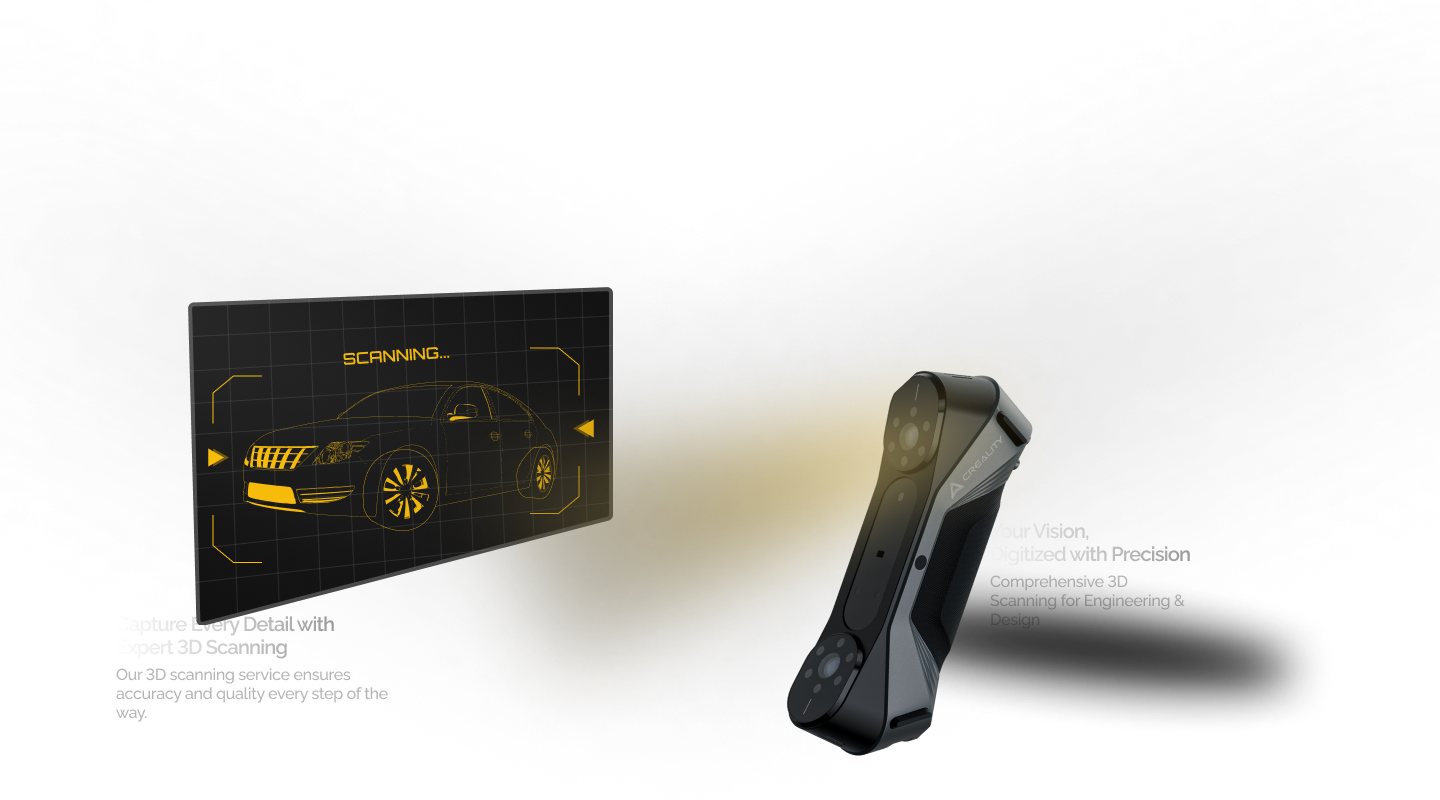 SCANNING...
Capture Every Detail with
Expert 3D Scanning
Our 3D scanning service ensures
accuracy and quality every step of the
way.
CREALITY
Your Vision,
Digitized with Precision
Comprehensive 3D
Scanning for Engineering &
Design